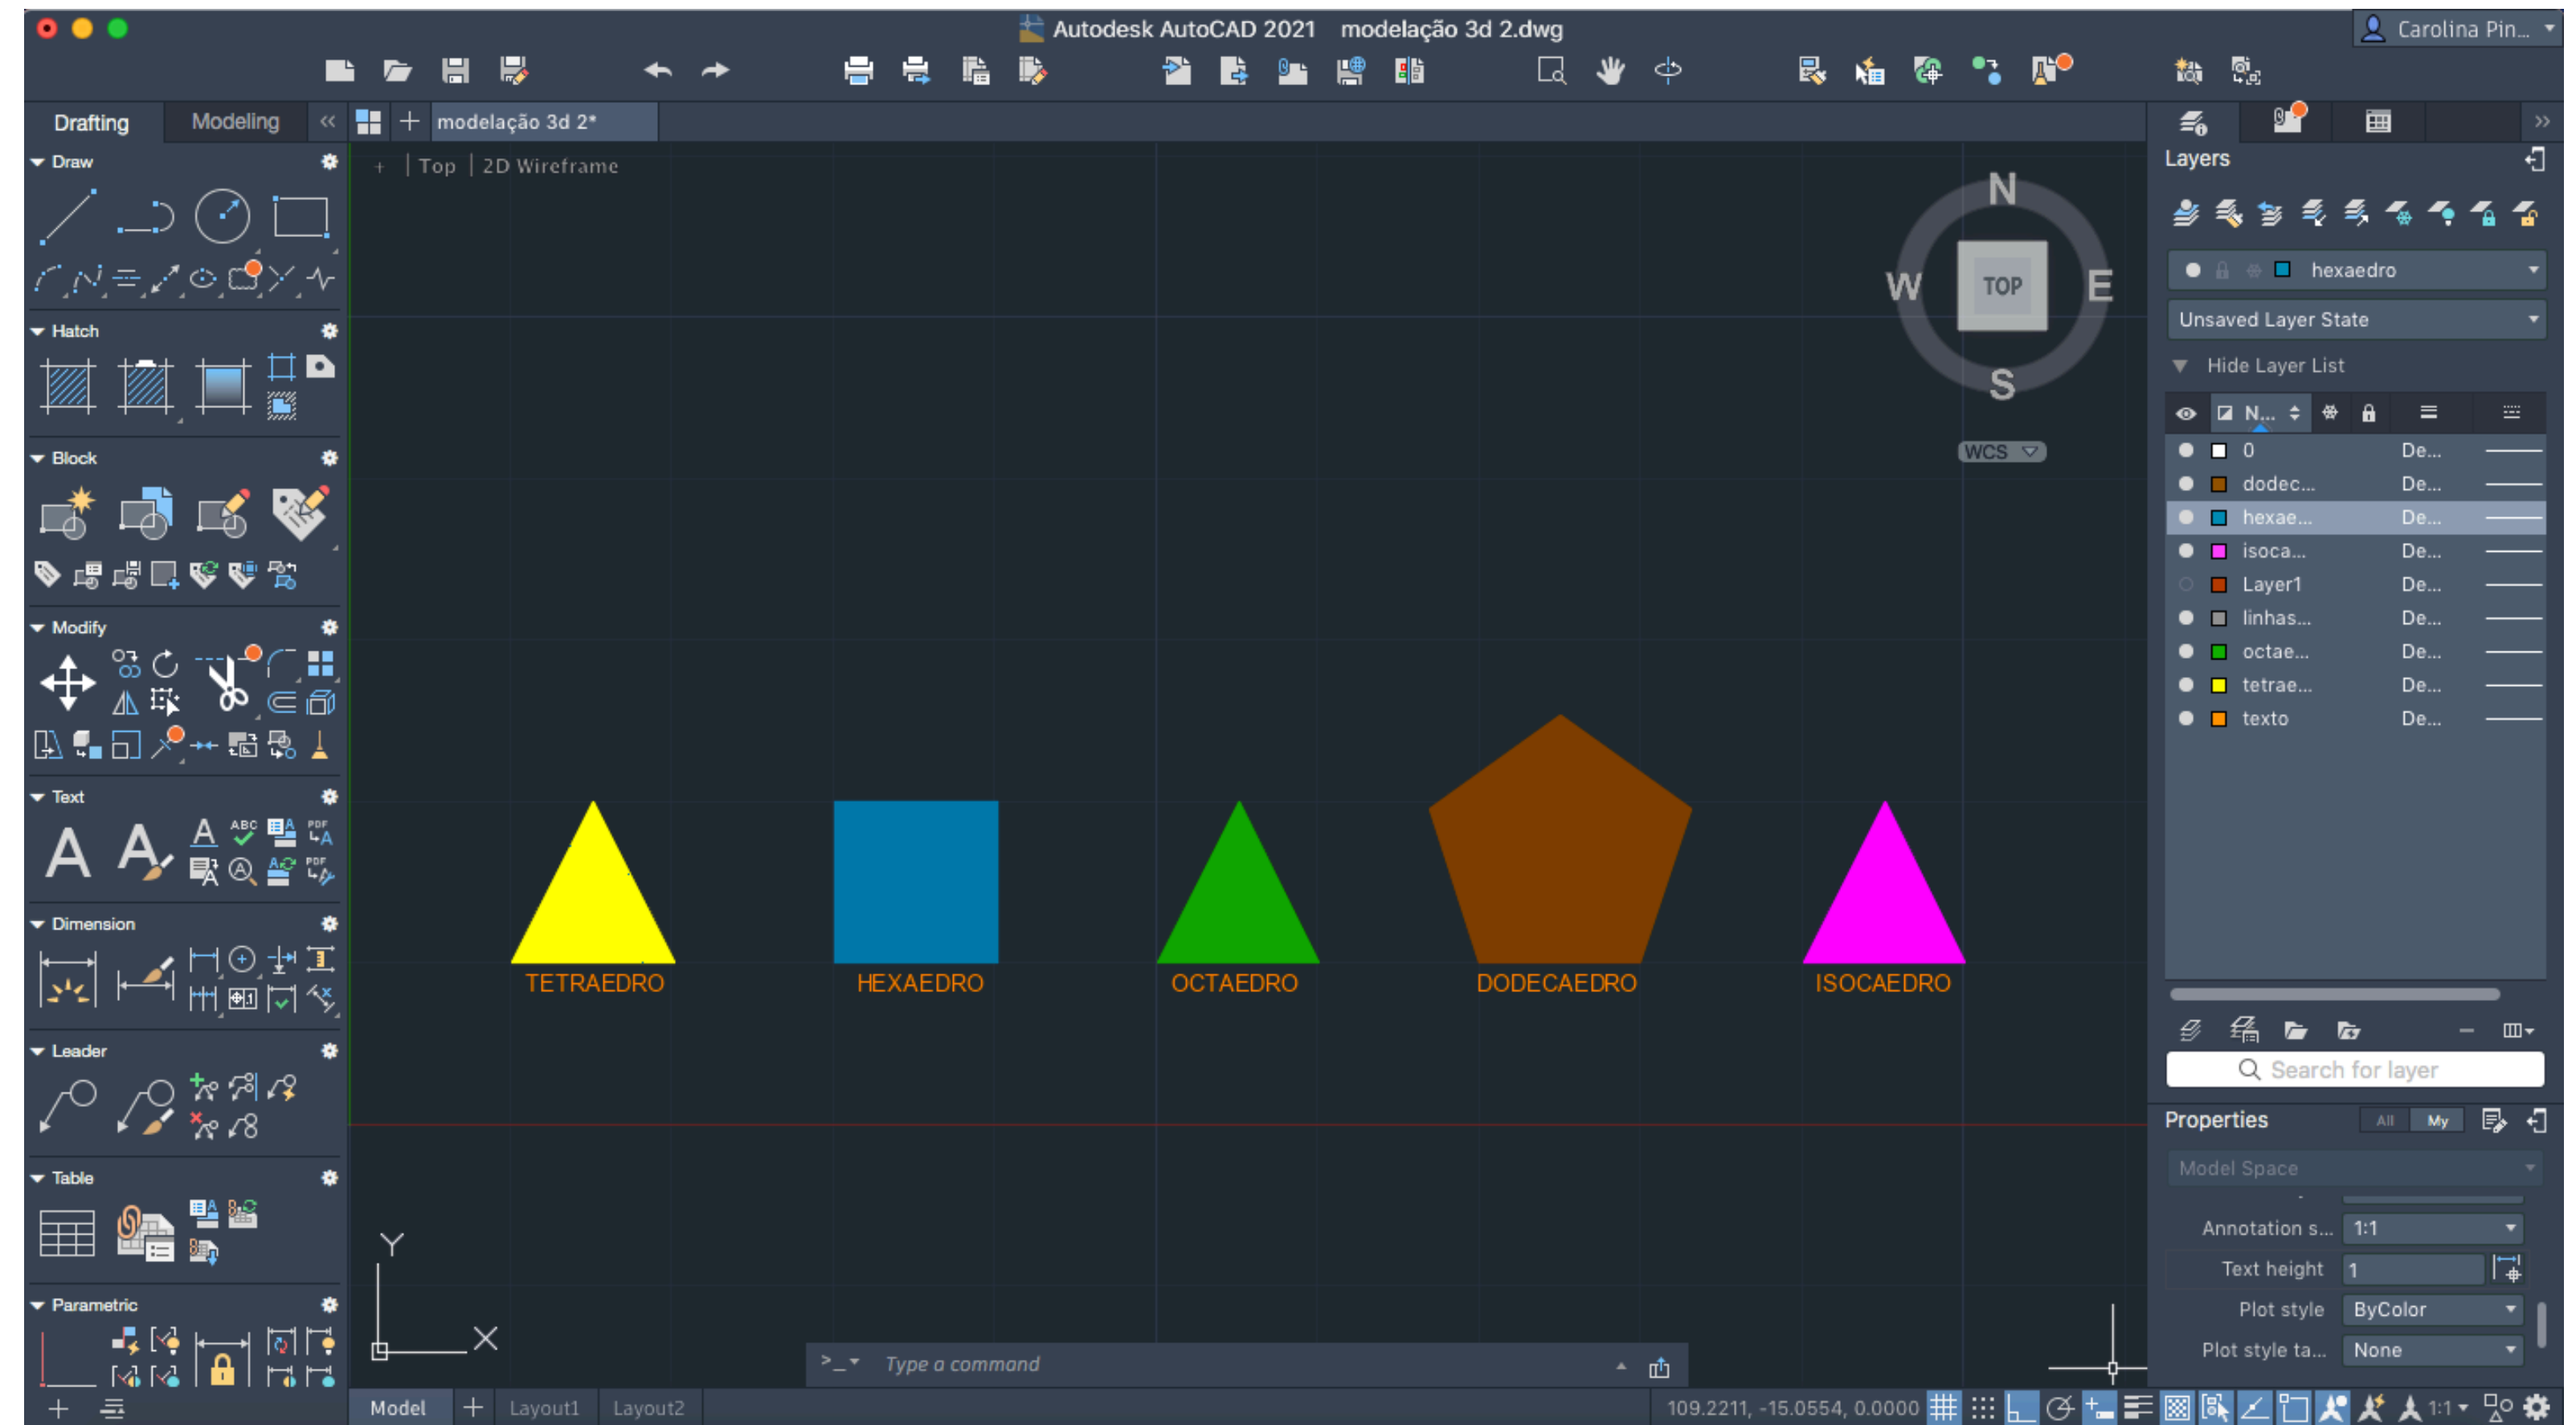 Autodesk AutoCAD 2021 modelação 3d 2.dwg
Carolina Pin...
Drafting
Modeling
modelação 3d 2*
+ | Top | 2D Wireframe
Draw
Hatch
Block
Modify
Text
Dimension
Leader
Table
Parametric
N
W
TOP
E
S
WCS
TETRAEDRO
HEXAEDRO
OCTAEDRO
DODECAEDRO
ISOCAEDRO
Y
X
>_ Type a command
Model
Layout1
Layout2
109.2211, -15.0554, 0.0000
1:1
Layers
hexaedro
Unsaved Layer State
Hide Layer List
N...
0 De...
dodec... De...
hexae... De...
isoca... De...
Layer1 De...
linhas... De...
octae... De...
tetrae... De...
texto De...
Search for layer
Properties
All My
Model Space
Annotation s... 1:1
Text height 1
Plot style ByColor
Plot style ta... None